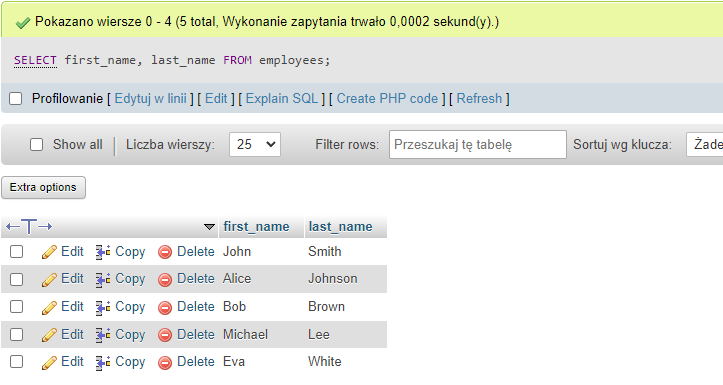 Pokazano wiersze 0 - 4 (5 total, Wykonanie zapytania trwało 0,0002 sekund(y).)
SELECT first_name, last_name FROM employees;
Profilowanie [ Edytuj w linii ] [ Edit ] [ Explain SQL ] [ Create PHP code ] [ Refresh ]
Show all Liczba wierszy: 25 Filter rows: Przeszukaj tę tabelę Sortuj wg klucza: Żade
Extra options
first_name last_name
Edit Copy Delete John Smith
Edit Copy Delete Alice Johnson
Edit Copy Delete Bob Brown
Edit Copy Delete Michael Lee
Edit Copy Delete Eva White